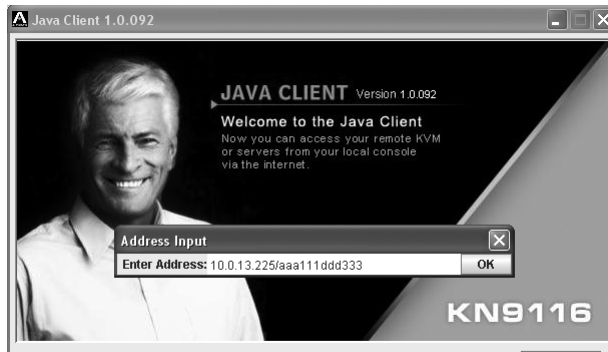 Java Client 1.0.092
JAVA CLIENT Version 1.0.092
Welcome to the Java Client
Now you can access your remote KVM
or servers from your local console
via the internet.
Address Input
Enter Address: 10.0.13.225/aaa111ddd333 OK
KN9116